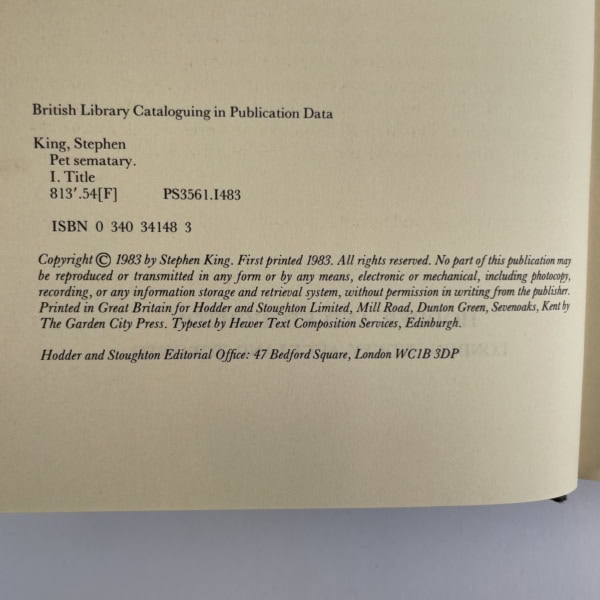 British Library Cataloguing in Publication Data
King, Stephen
Pet sematary.
I. Title
813'.54[F] PS3561.I483
ISBN 0 340 34148 3
Copyright © 1983 by Stephen King. First printed 1983. All rights reserved. No part of this publication may
be reproduced or transmitted in any form or by any means, electronic or mechanical, including photocopy,
recording, or any information storage and retrieval system, without permission in writing from the publisher.
Printed in Great Britain for Hodder and Stoughton Limited, Mill Road, Dunton Green, Sevenoaks, Kent by
The Garden City Press. Typeset by Hewer Text Composition Services, Edinburgh.
Hodder and Stoughton Editorial Office: 47 Bedford Square, London WC1B 3DP